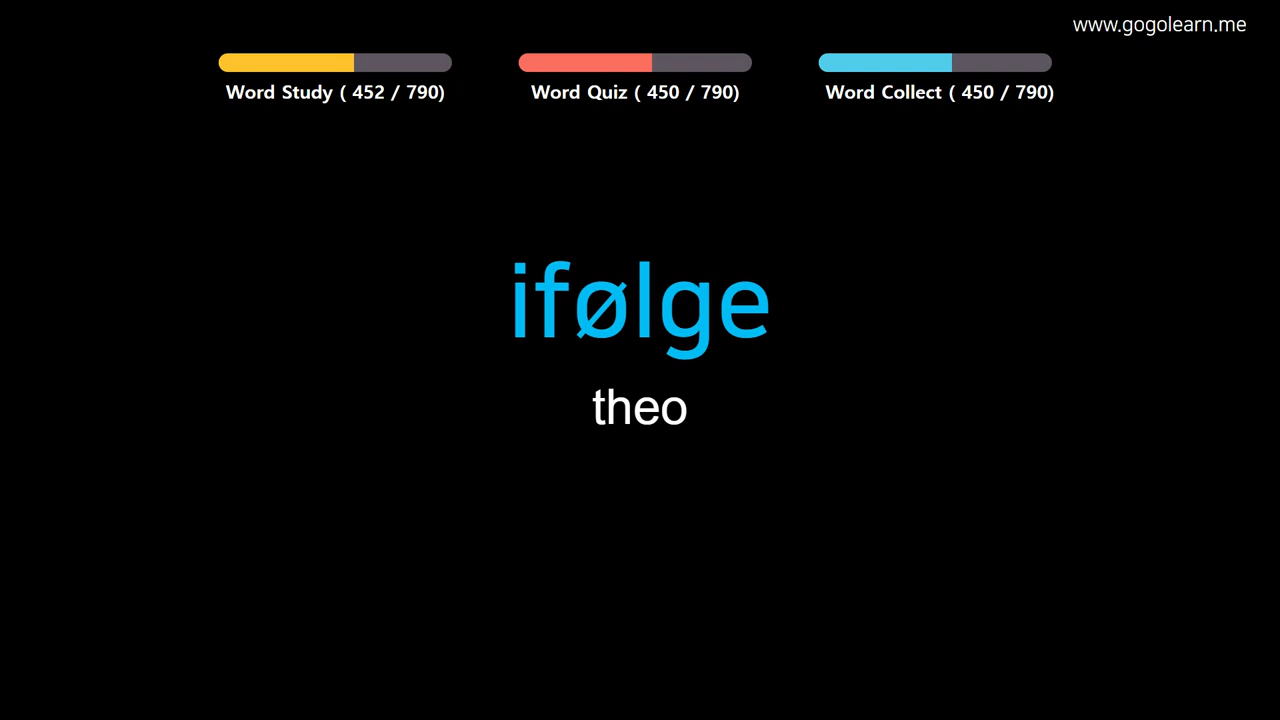 www.gogolearn.me
Word Study ( 452 / 790)
Word Quiz ( 450 / 790)
Word Collect ( 450 / 790)
ifølge
theo